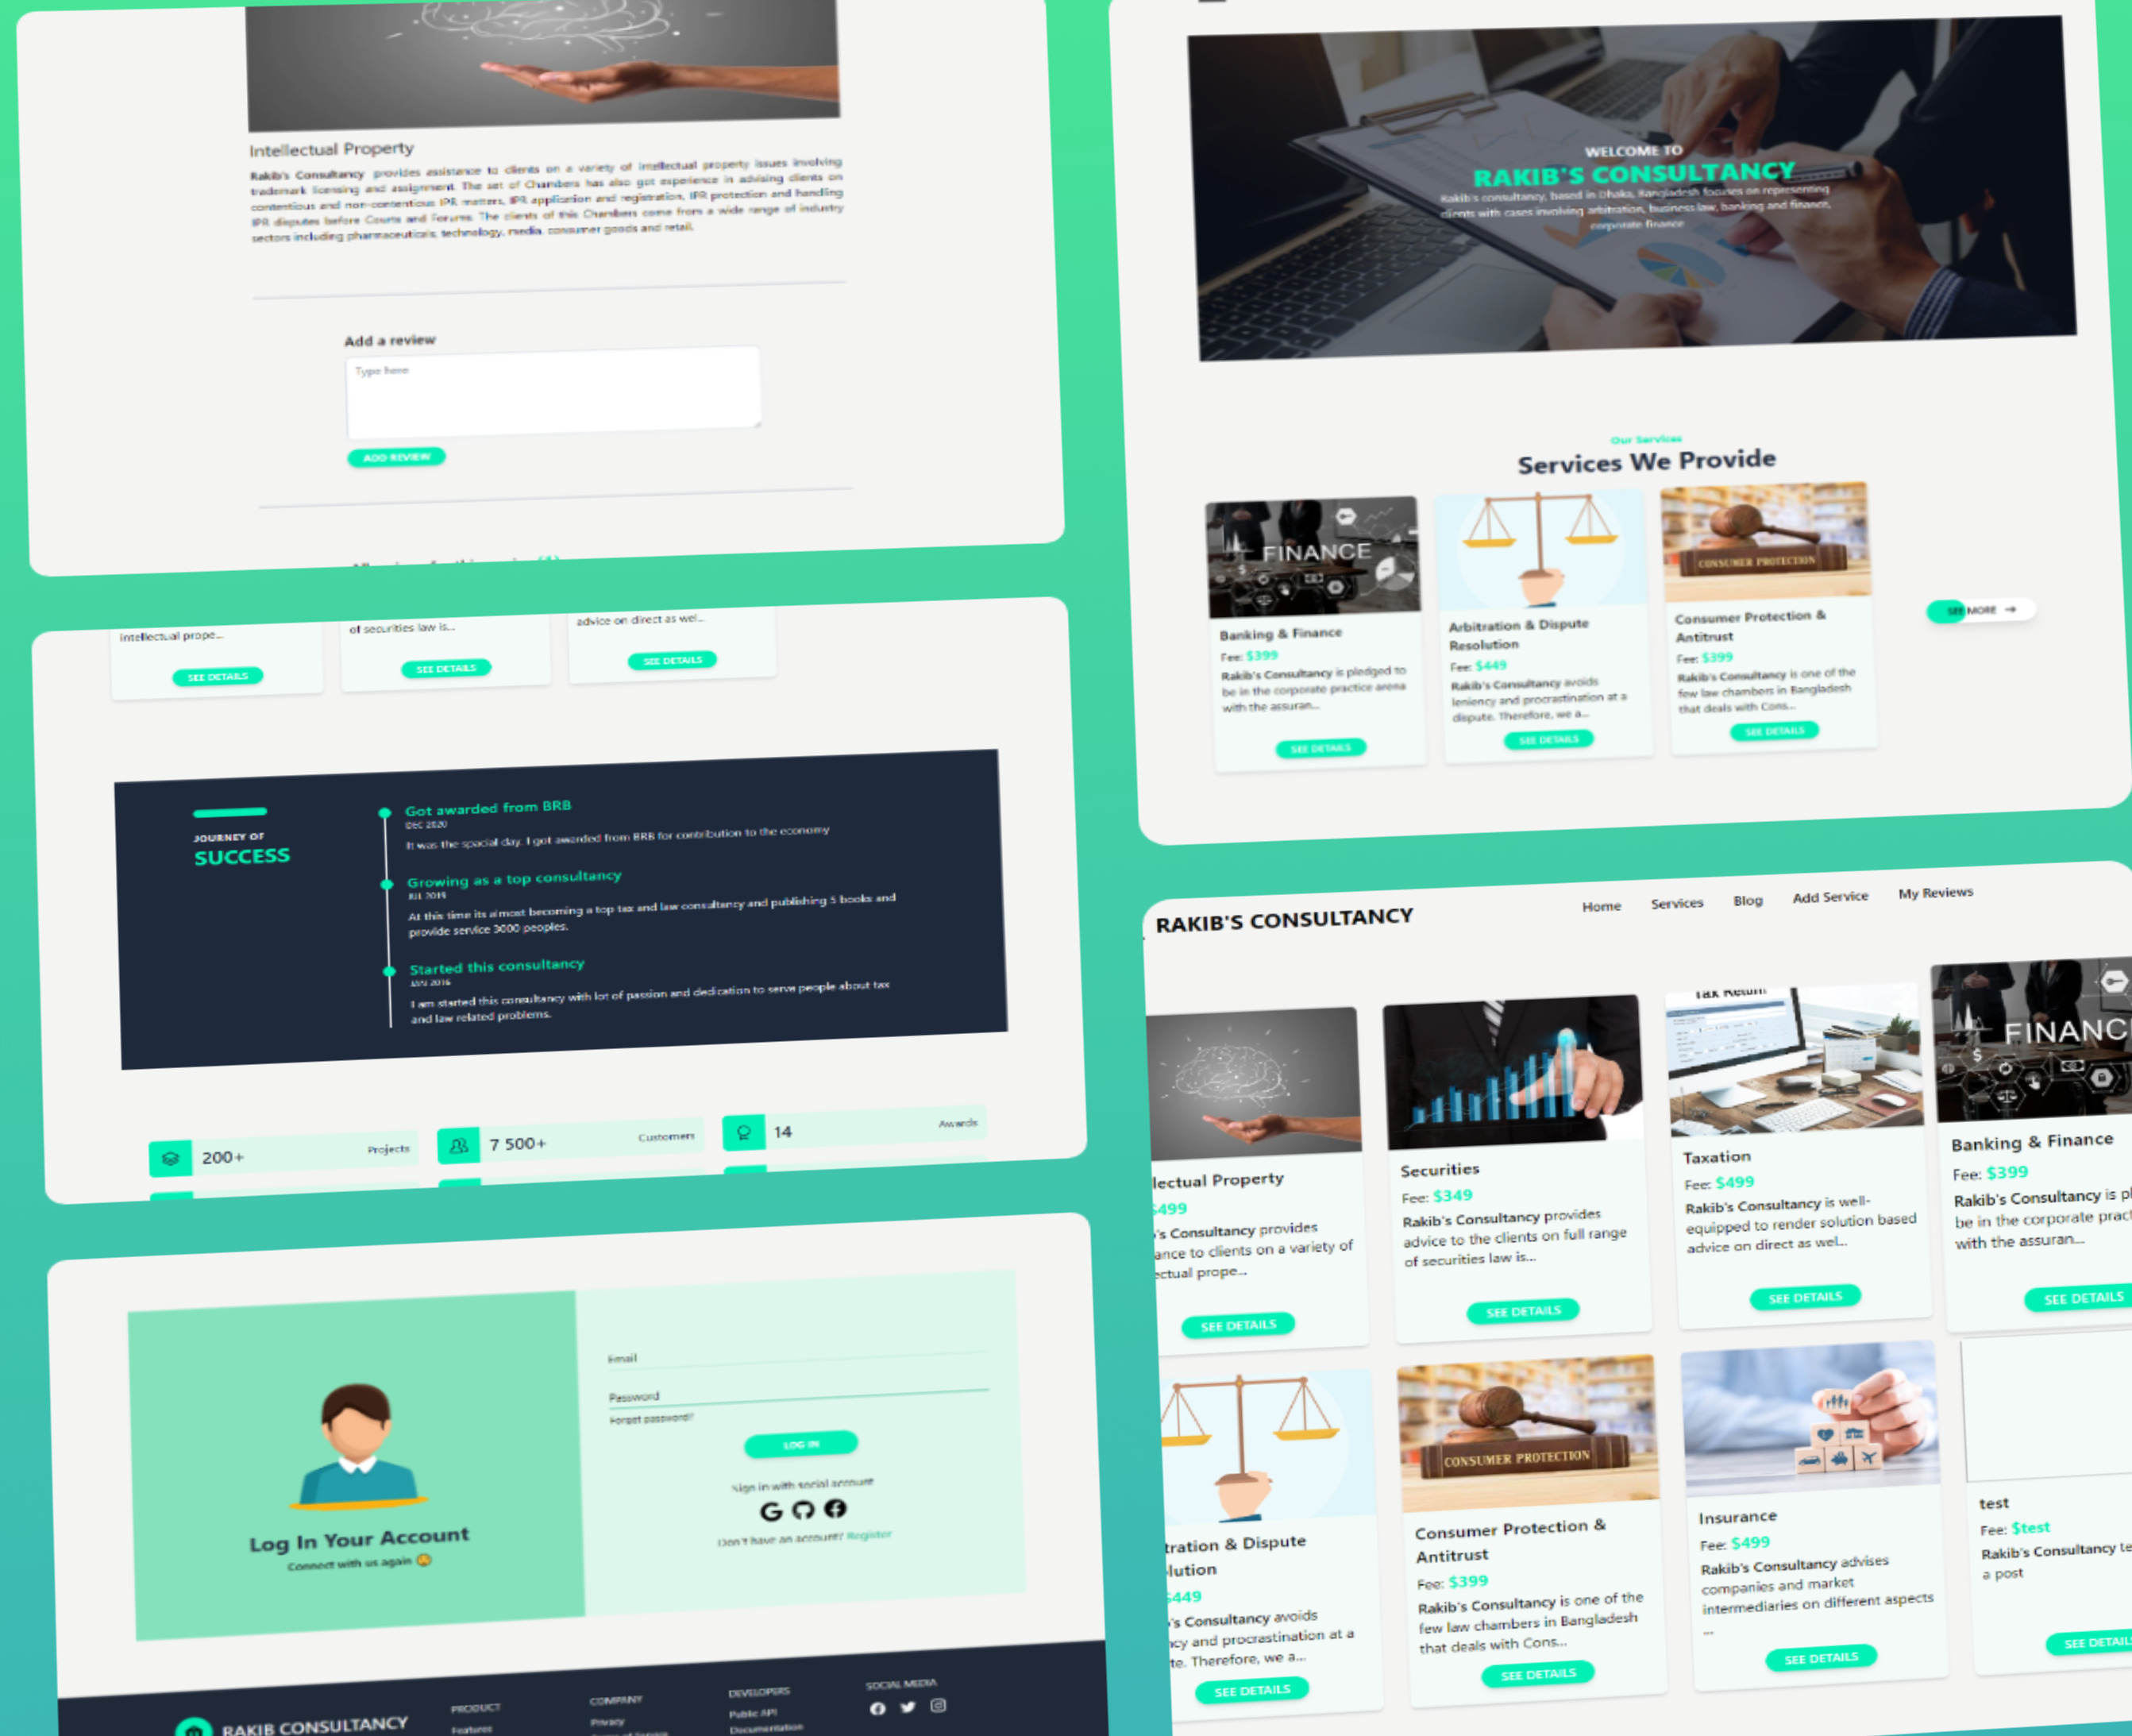 Intellectual Property
Rakib's Consultancy provides assistance to clients on a variety of intellectual property issues involving
trademark licensing and assignment. The set of Chambers has also got experience in advising clients on
contentious and non-contentious IPR matters, IPR application and registration, IPR protection and handling
IPR disputes before Courts and Forums. The clients of this Chambers come from a wide range of industry
sectors including pharmaceuticals, technology, media, consumer goods and retail.
Add a review
Type here
ADD REVIEW
intellectual prope...
of securities law is...
advice on direct as wel...
SEE DETAILS
SEE DETAILS
SEE DETAILS
JOURNEY OF
SUCCESS
Got awarded from BRB
DEC 2020
It was the spacial day. I got awarded from BRB for contribution to the economy
Growing as a top consultancy
JUL 2019
At this time its almost becoming a top tax and law consultancy and publishing 5 books and
provide service 3000 peoples.
Started this consultancy
JAN 2016
I am started this consultancy with lot of passion and dedication to serve people about tax
and law related problems.
200+
Projects
7 500+
Customers
14
Awards
Log In Your Account
Connect with us again
Email
Password
Forget password?
LOG IN
Sign in with social account
Don't have an account? Register
RAKIB CONSULTANCY
PRODUCT
Features
COMPANY
Privacy
DEVELOPERS
Public API
Documentation
SOCIAL MEDIA
WELCOME TO
RAKIB'S CONSULTANCY
Rakib's consultancy, based in Dhaka, Bangladesh focuses on representing
clients with cases involving arbitration, business law, banking and finance,
corporate finance
Our Services
Services We Provide
FINANCE
Banking & Finance
Fee: $399
Rakib's Consultancy is pledged to
be in the corporate practice arena
with the assuran...
SEE DETAILS
Arbitration & Dispute
Resolution
Fee: $449
Rakib's Consultancy avoids
leniency and procrastination at a
dispute. Therefore, we a...
SEE DETAILS
CONSUMER PROTECTION
Consumer Protection &
Antitrust
Fee: $399
Rakib's Consultancy is one of the
few law chambers in Bangladesh
that deals with Cons...
SEE DETAILS
SEE MORE →
RAKIB'S CONSULTANCY
Home
Services
Blog
Add Service
My Reviews
lectual Property
$499
's Consultancy provides
ance to clients on a variety of
ectual prope...
SEE DETAILS
Securities
Fee: $349
Rakib's Consultancy provides
advice to the clients on full range
of securities law is...
SEE DETAILS
Tax Return
Taxation
Fee: $499
Rakib's Consultancy is well-
equipped to render solution based
advice on direct as wel...
SEE DETAILS
FINANC
Banking & Finance
Fee: $399
Rakib's Consultancy is pl
be in the corporate pract
with the assuran...
SEE DETAILS
tration & Dispute
lution
$449
's Consultancy avoids
ncy and procrastination at a
te. Therefore, we a...
SEE DETAILS
CONSUMER PROTECTION
Consumer Protection &
Antitrust
Fee: $399
Rakib's Consultancy is one of the
few law chambers in Bangladesh
that deals with Cons...
SEE DETAILS
Insurance
Fee: $499
Rakib's Consultancy advises
companies and market
intermediaries on different aspects
...
SEE DETAILS
test
Fee: $test
Rakib's Consultancy te
a post
SEE DETAILS